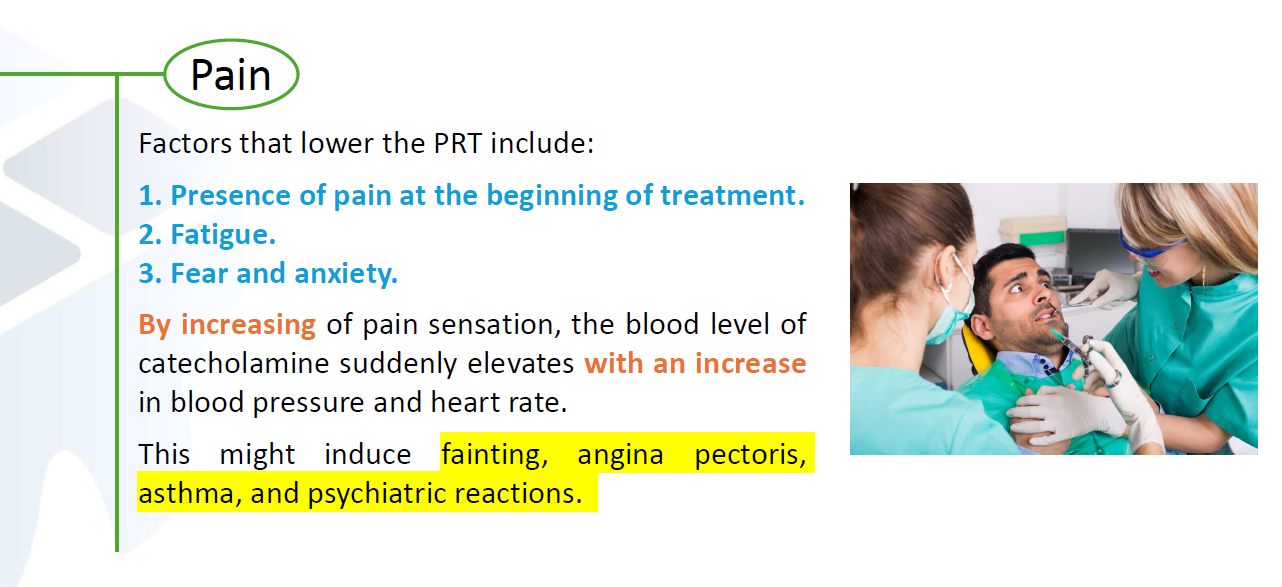 Pain
Factors that lower the PRT include:
1. Presence of pain at the beginning of treatment.
2. Fatigue.
3. Fear and anxiety.
By increasing of pain sensation, the blood level of
catecholamine suddenly elevates with an increase
in blood pressure and heart rate.
This might induce fainting, angina pectoris,
asthma, and psychiatric reactions.